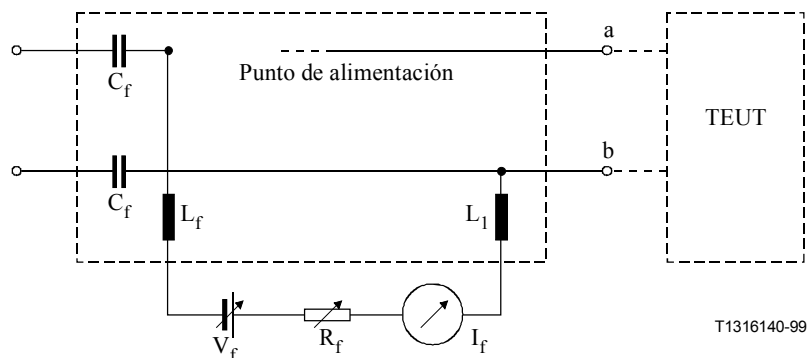 a
C_f
Punto de alimentación
TEUT
b
C_f
L_f
L_1
V_f
R_f
I_f
T1316140-99